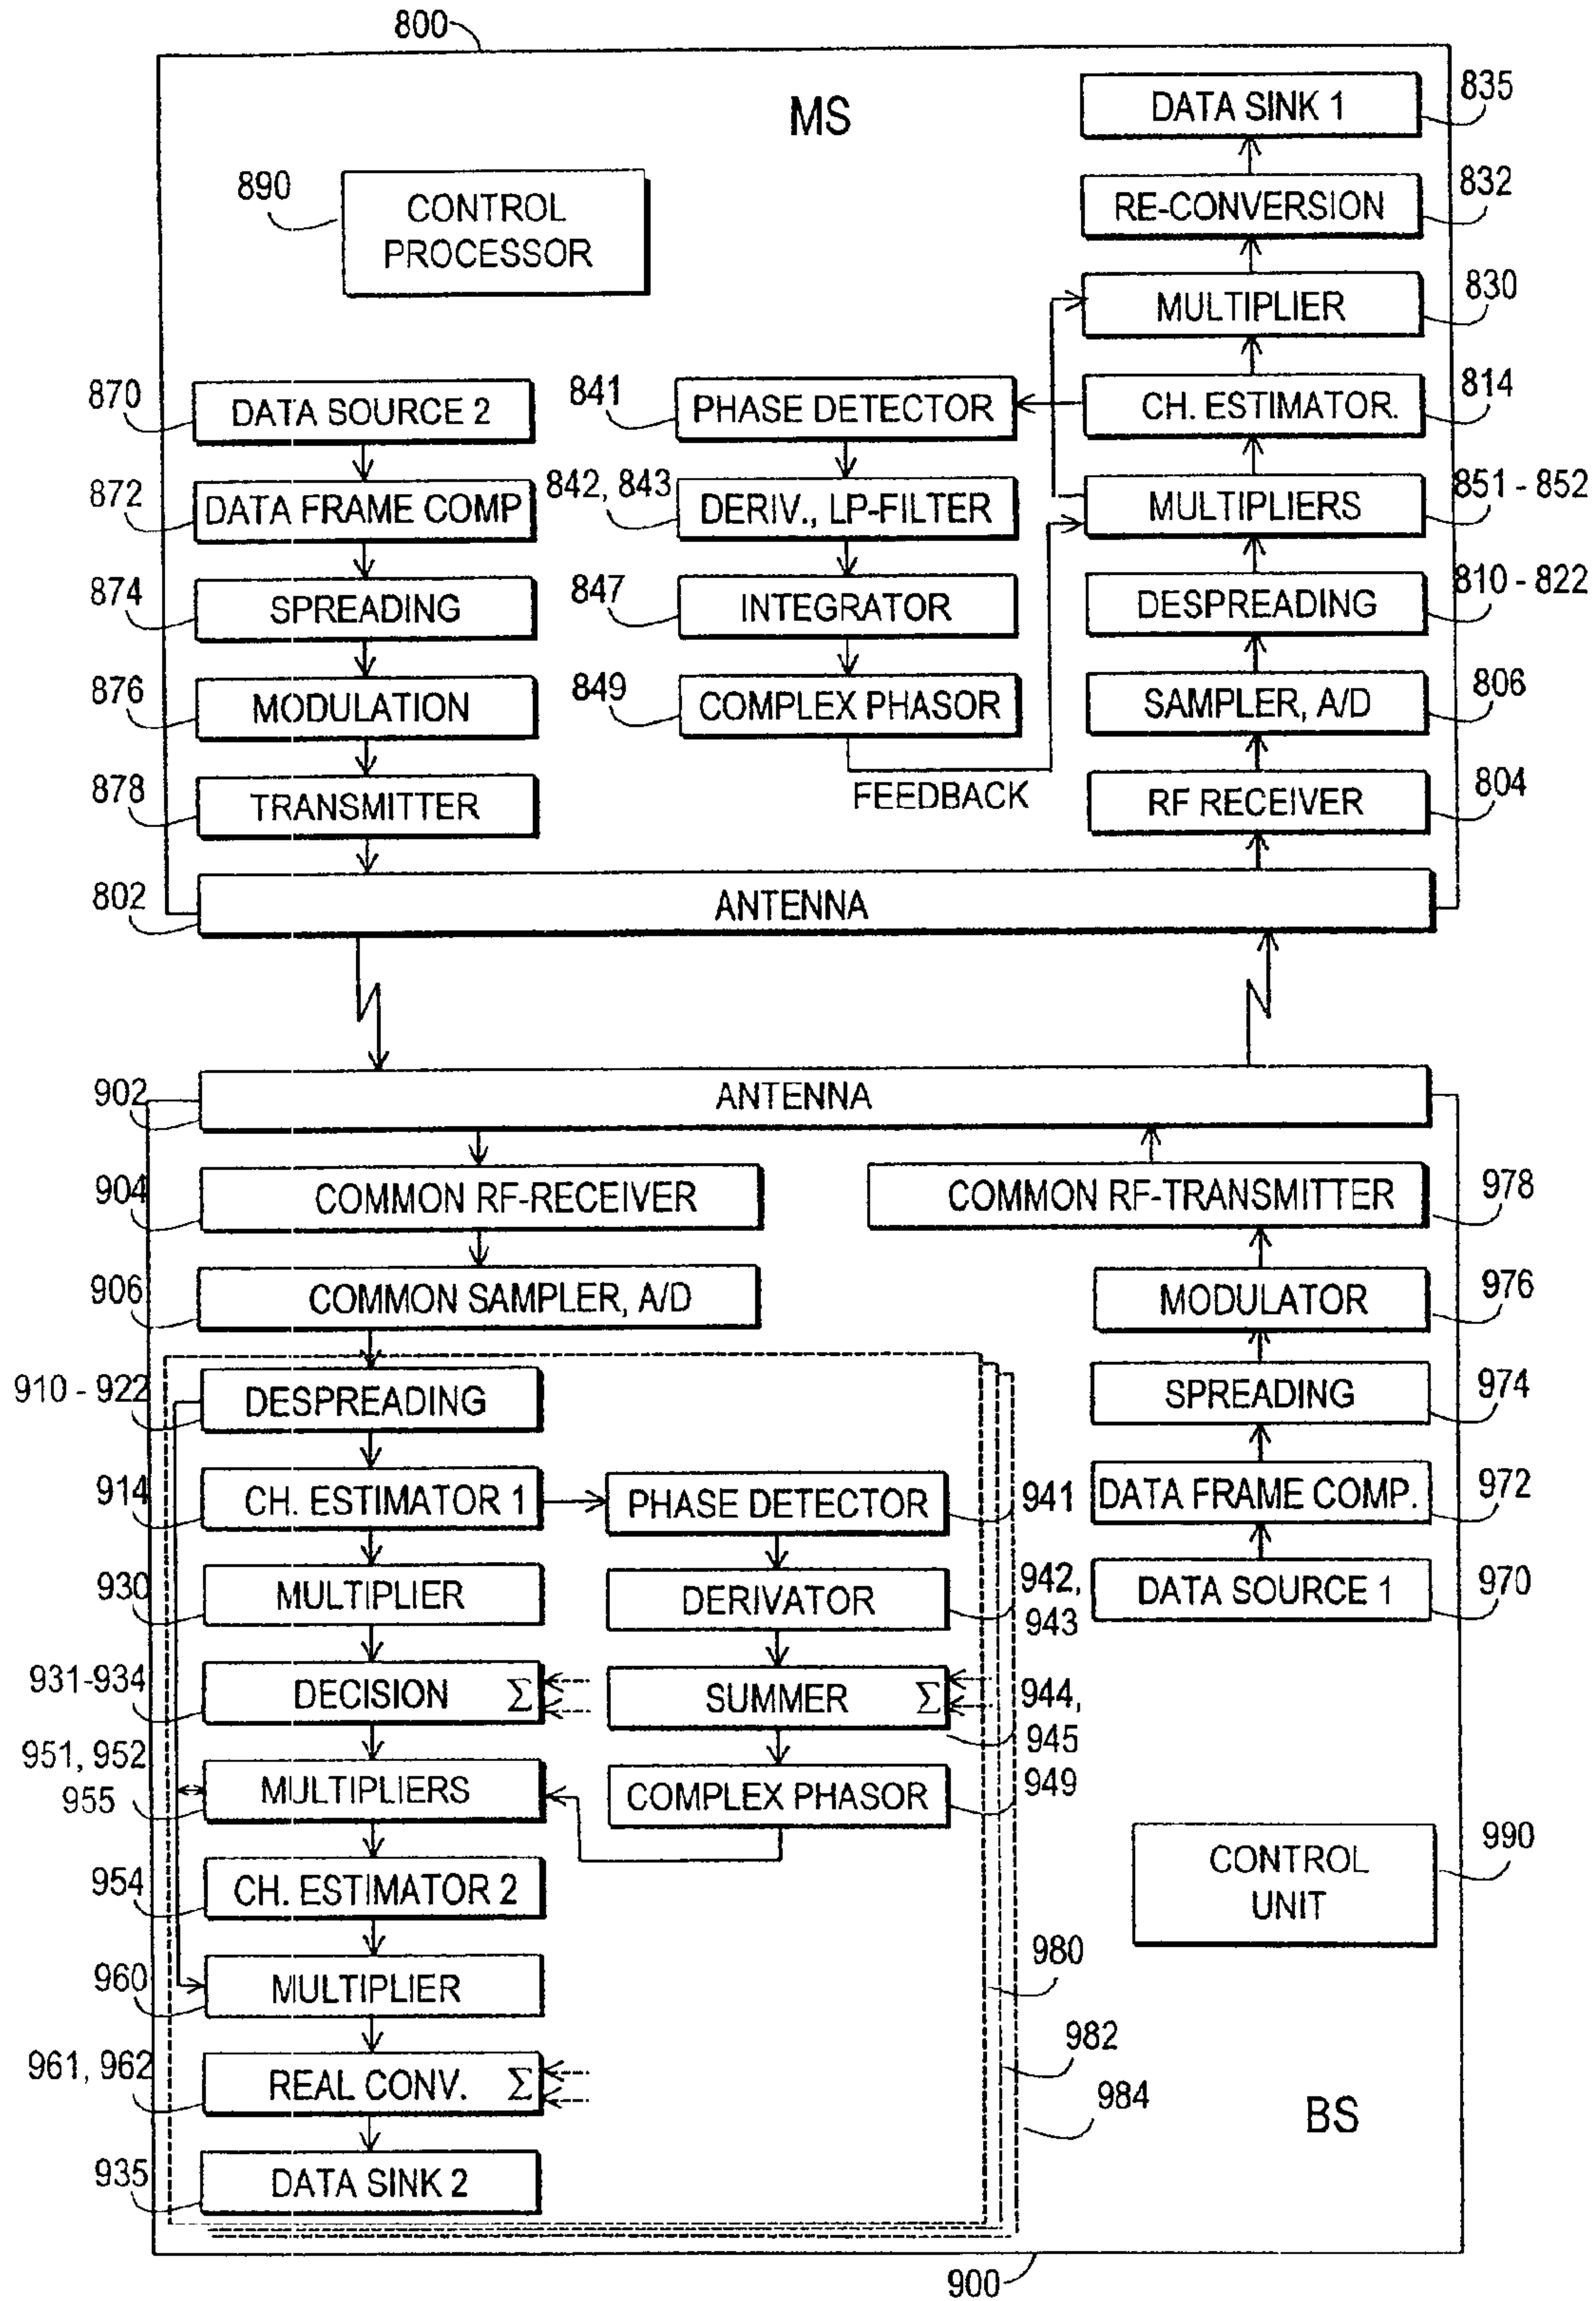 800
MS
DATA SINK 1
835
890
CONTROL
PROCESSOR
RE-CONVERSION
832
MULTIPLIER
830
870
DATA SOURCE 2
841
PHASE DETECTOR
CH. ESTIMATOR.
814
872
DATA FRAME COMP
842, 843
DERIV., LP-FILTER
MULTIPLIERS
851 - 852
874
SPREADING
847
INTEGRATOR
DESPREADING
810 - 822
876
MODULATION
849
COMPLEX PHASOR
SAMPLER, A/D
806
878
TRANSMITTER
FEEDBACK
RF RECEIVER
804
802
ANTENNA
902
ANTENNA
904
COMMON RF-RECEIVER
COMMON RF-TRANSMITTER
978
906
COMMON SAMPLER, A/D
MODULATOR
976
910 - 922
DESPREADING
SPREADING
974
914
CH. ESTIMATOR 1
PHASE DETECTOR
941
DATA FRAME COMP.
972
930
MULTIPLIER
DERIVATOR
942,
943
DATA SOURCE 1
970
931-934
DECISION Σ
SUMMER Σ
944,
945
951, 952
955
MULTIPLIERS
COMPLEX PHASOR
949
954
CH. ESTIMATOR 2
CONTROL
UNIT
990
960
MULTIPLIER
980
961, 962
REAL CONV. Σ
982
984
BS
935
DATA SINK 2
900